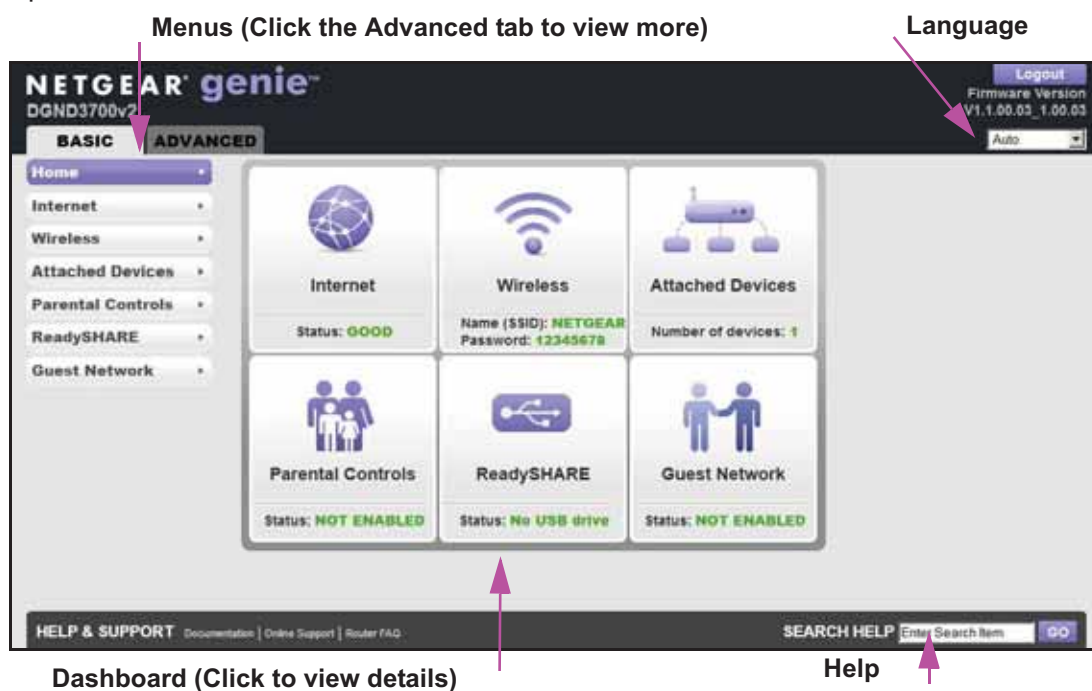 Menus (Click the Advanced tab to view more)
Language
NETGEAR® genie™
DGND3700v2
Logout
Firmware Version
V1.1.00.03_1.00.03
BASIC
ADVANCED
Auto
Home
Internet
Wireless
Attached Devices
Parental Controls
ReadySHARE
Guest Network
Internet
Status: GOOD
Wireless
Name (SSID): NETGEAR
Password: 12345678
Attached Devices
Number of devices: 1
Parental Controls
Status: NOT ENABLED
ReadySHARE
Status: No USB drive
Guest Network
Status: NOT ENABLED
HELP & SUPPORT Documentation | Online Support | Router FAQ
SEARCH HELP Enter Search Item GO
Dashboard (Click to view details)
Help